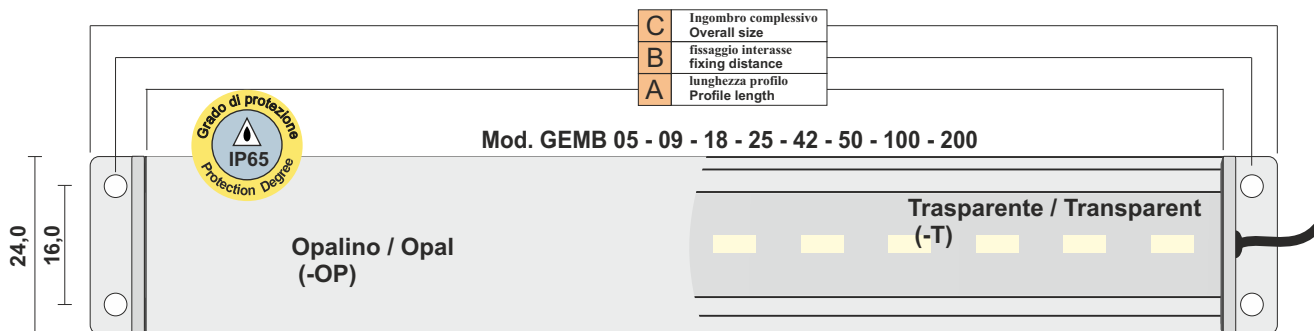 C Ingombro complessivo
Overall size
B fissaggio interasse
fixing distance
A lunghezza profilo
Profile length
Grado di protezione
IP65
Protection Degree
Mod. GEMB 05 - 09 - 18 - 25 - 42 - 50 - 100 - 200
24,0
16,0
Opalino / Opal
(-OP)
Trasparente / Transparent
(-T)